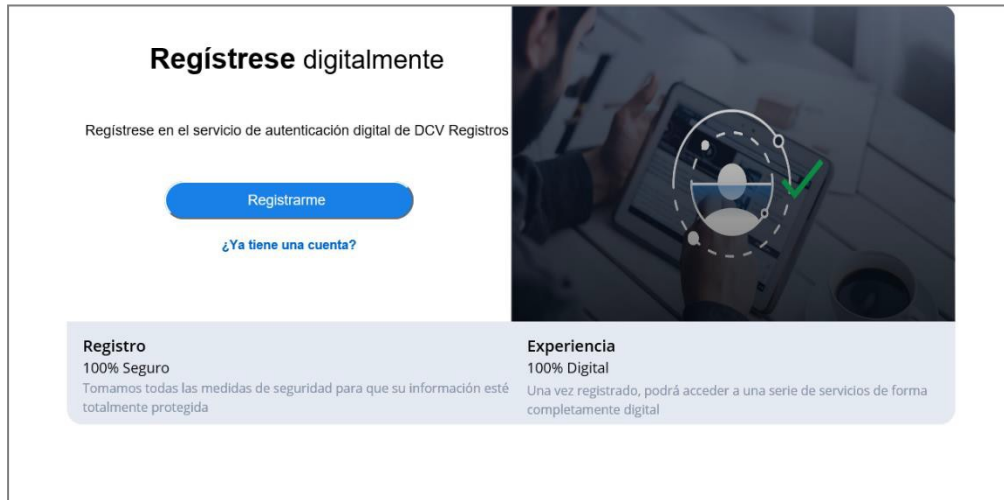 Regístrese digitalmente
Regístrese en el servicio de autenticación digital de DCV Registros
Registrarme
¿Ya tiene una cuenta?
Registro
100% Seguro
Tomamos todas las medidas de seguridad para que su información esté
totalmente protegida
Experiencia
100% Digital
Una vez registrado, podrá acceder a una serie de servicios de forma
completamente digital